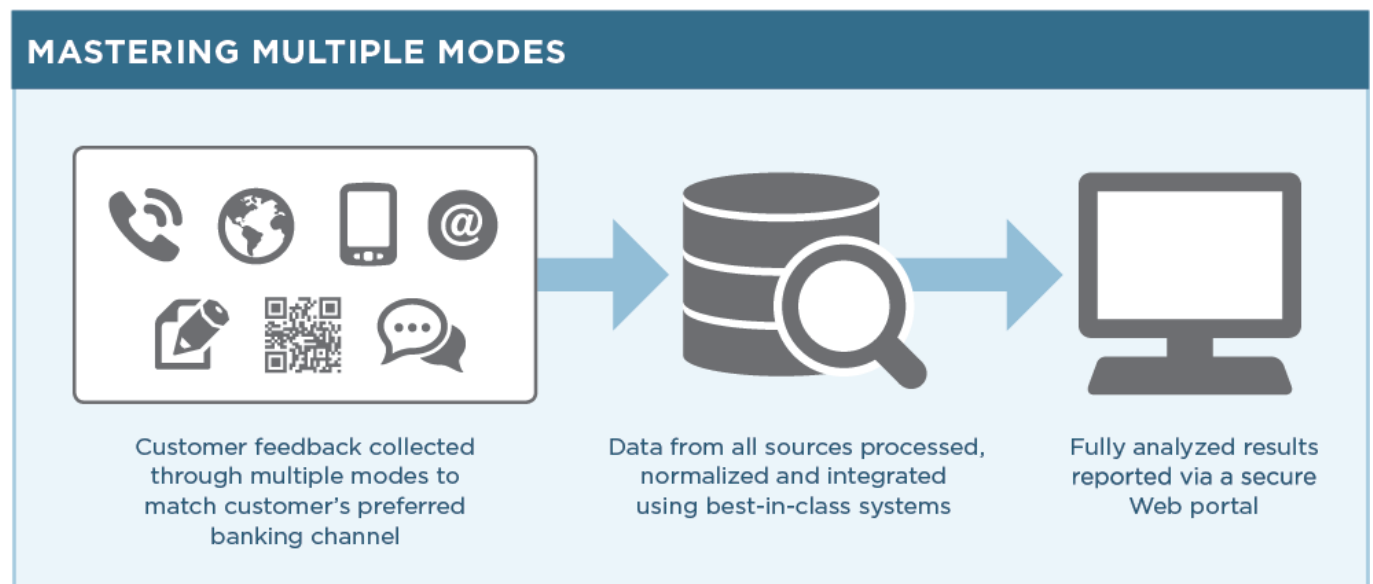 MASTERING MULTIPLE MODES
@
Customer feedback collected
through multiple modes to
match customer’s preferred
banking channel
Data from all sources processed,
normalized and integrated
using best-in-class systems
Fully analyzed results
reported via a secure
Web portal